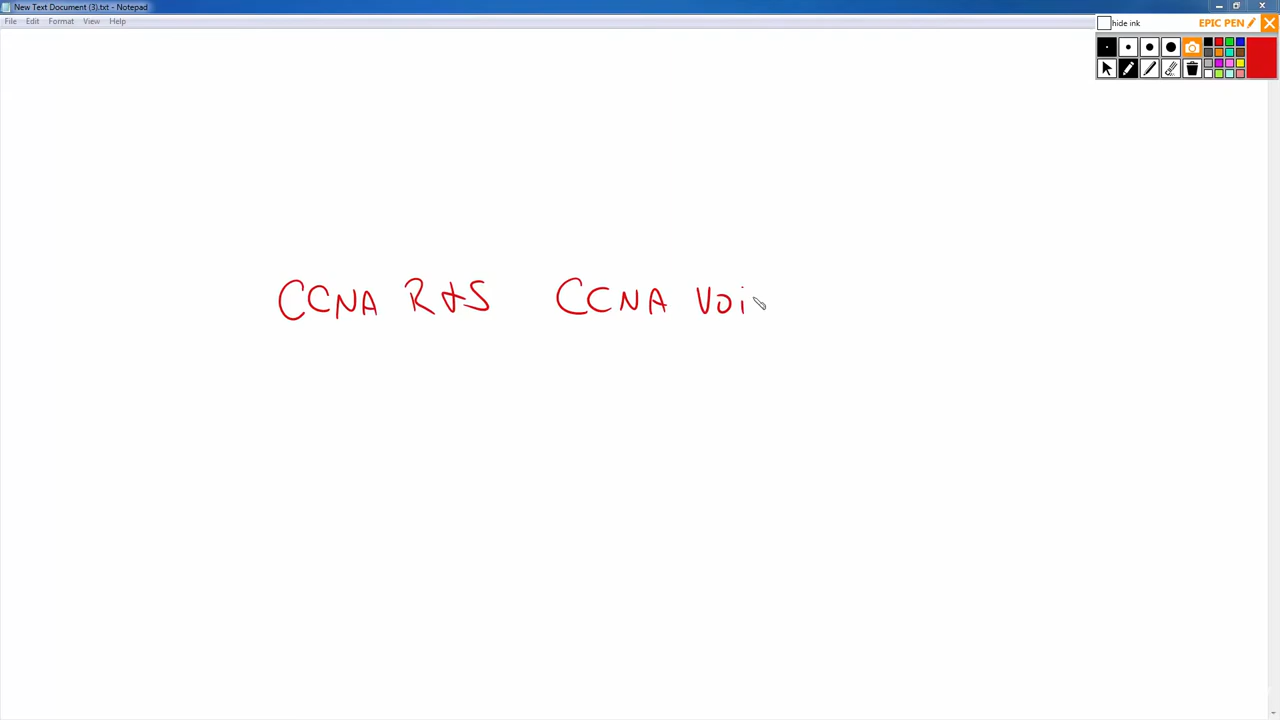 New Text Document (3).txt - Notepad
File Edit Format View Help
hide ink EPIC PEN
CCNA R&S CCNA Voi